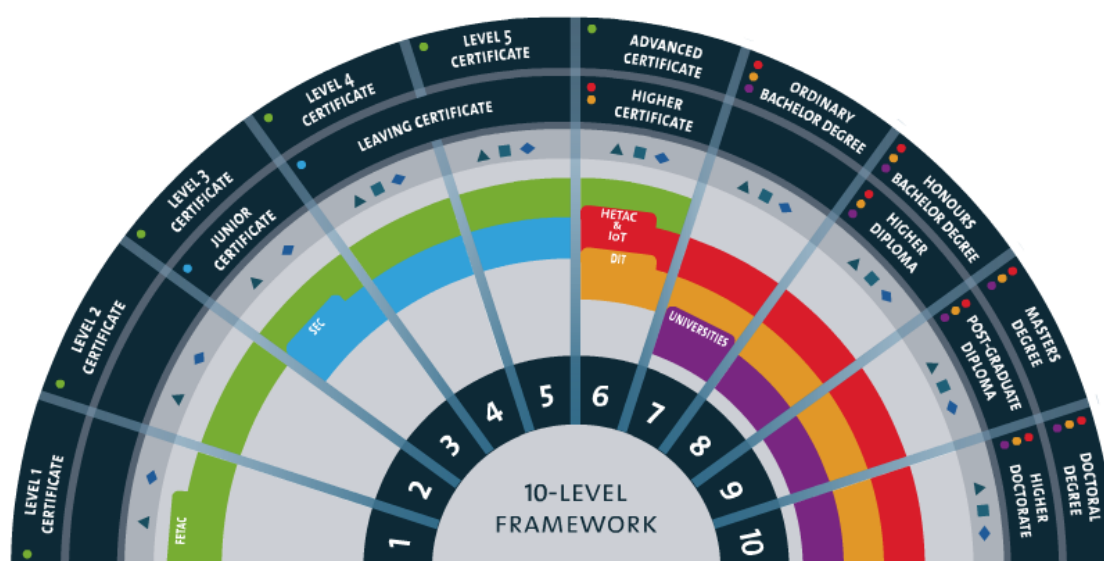 LEVEL 1
CERTIFICATE
LEVEL 2
CERTIFICATE
LEVEL 3
CERTIFICATE
LEVEL 4
CERTIFICATE
LEVEL 5
CERTIFICATE
ADVANCED
CERTIFICATE
ORDINARY
BACHELOR DEGREE
HONOURS
BACHELOR DEGREE
MASTERS
DEGREE
DOCTORAL
DEGREE
JUNIOR
CERTIFICATE
LEAVING CERTIFICATE
HIGHER
CERTIFICATE
HIGHER
DIPLOMA
POST-GRADUATE
DIPLOMA
HIGHER
DOCTORATE
FETAC
SEC
HETAC
&
IoT
DIT
UNIVERSITIES
1
2
3
4
5
6
7
8
9
10
10-LEVEL
FRAMEWORK